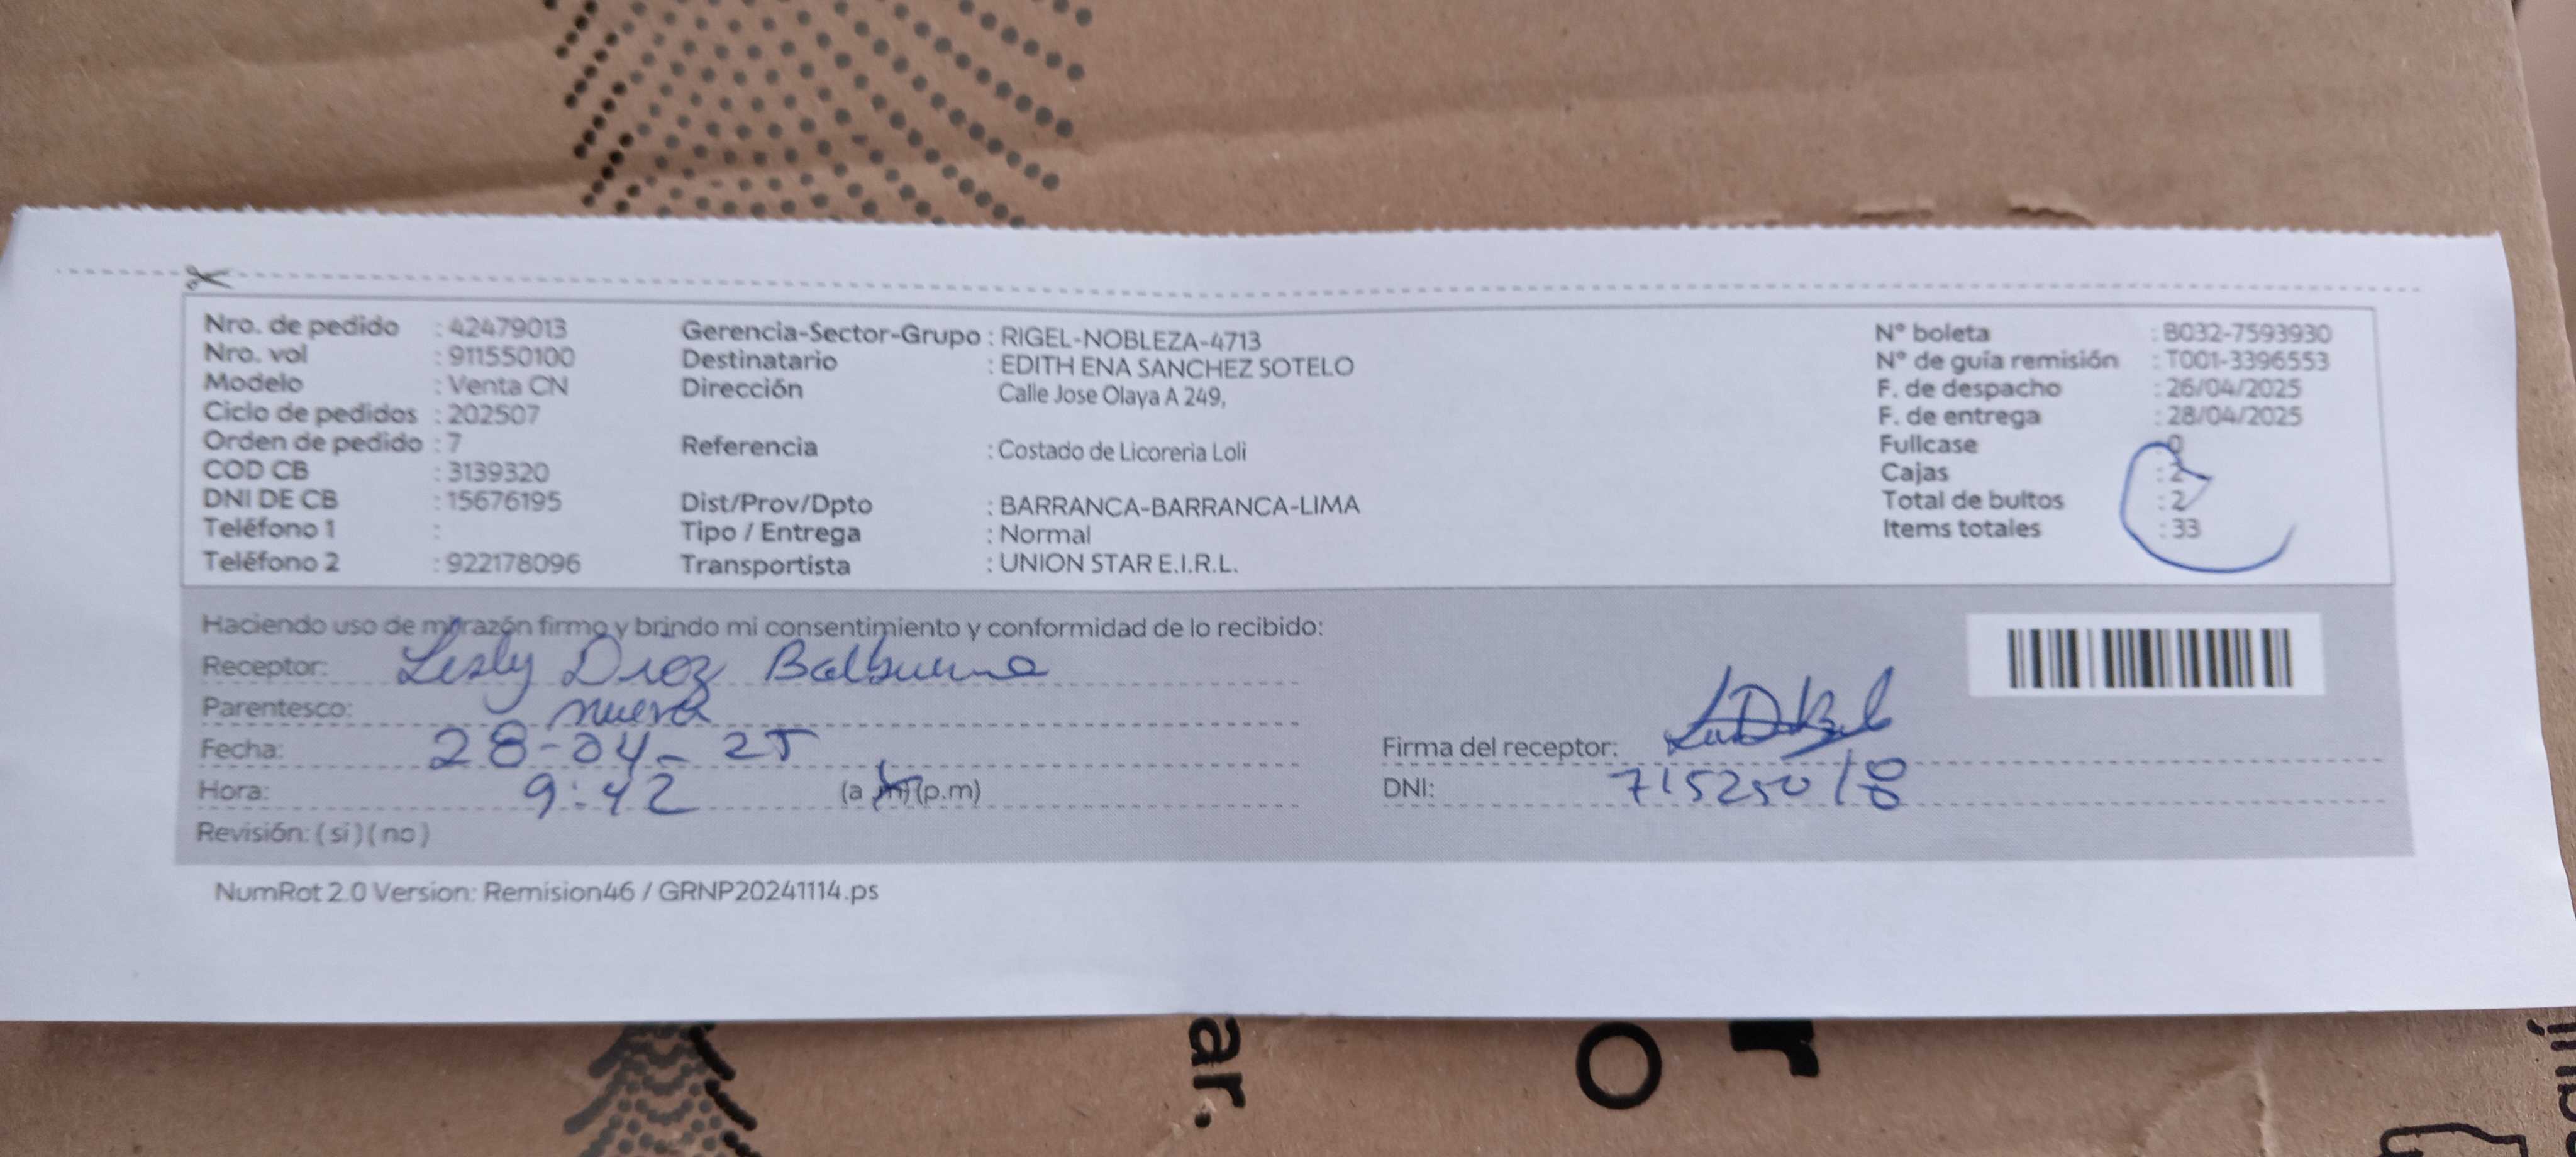 Nro. de pedido : 42479013
Nro. vol : 911550100
Modelo : Venta CN
Ciclo de pedidos : 202507
Orden de pedido : 7
COD CB : 3139320
DNI DE CB : 15676195
Teléfono 1 :
Teléfono 2 : 922178096
Gerencia-Sector-Grupo : RIGEL-NOBLEZA-4713
Destinatario : EDITH ENA SANCHEZ SOTELO
Dirección Calle Jose Olaya A 249,
Referencia : Costado de Licoreria Loli
Dist/Prov/Dpto : BARRANCA-BARRANCA-LIMA
Tipo / Entrega : Normal
Transportista : UNION STAR E.I.R.L.
N° boleta : B032-7593930
N° de guía remisión : T001-3396553
F. de despacho : 26/04/2025
F. de entrega : 28/04/2025
Fullcase : 0
Cajas : 2
Total de bultos : 2
Items totales : 33
Haciendo uso de mi razón firmo y brindo mi consentimiento y conformidad de lo recibido:
Receptor: Lesly Diaz Balbuena
Parentesco: nuera
Fecha: 28-04-25
Hora: 9:42 (a.m) (p.m)
Revisión: ( si ) ( no )
Firma del receptor:
DNI: 71525018
NumRot 2.0 Version: Remision46 / GRNP20241114.ps
ar.
o
r